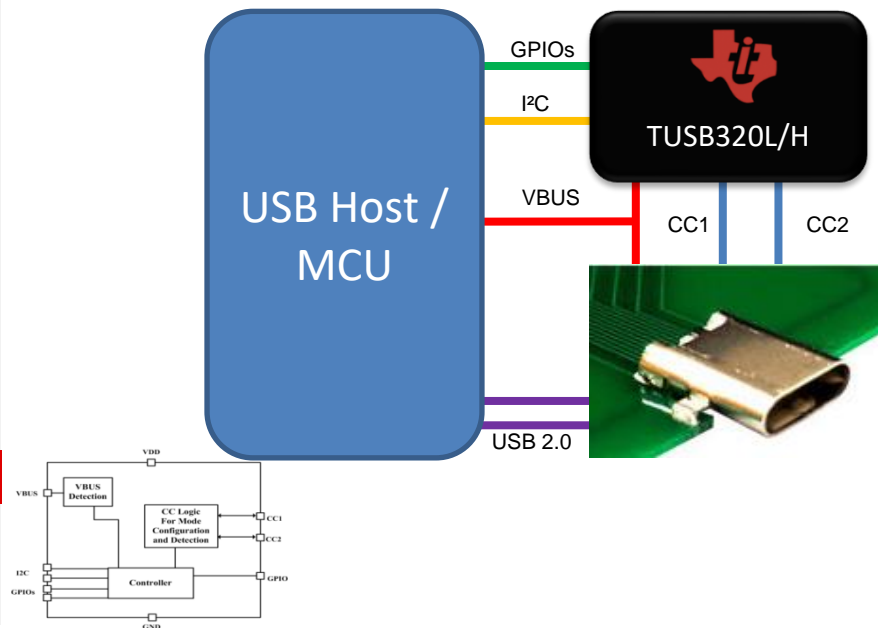 GPIOs
I²C
TUSB320L/H
USB Host /
MCU
VBUS
CC1
CC2
USB 2.0
VDD
VBUS
VBUS
Detection
CC Logic
For Mode
Configuration
and Detection
CC1
CC2
I2C
GPIOs
Controller
GPIO
GND